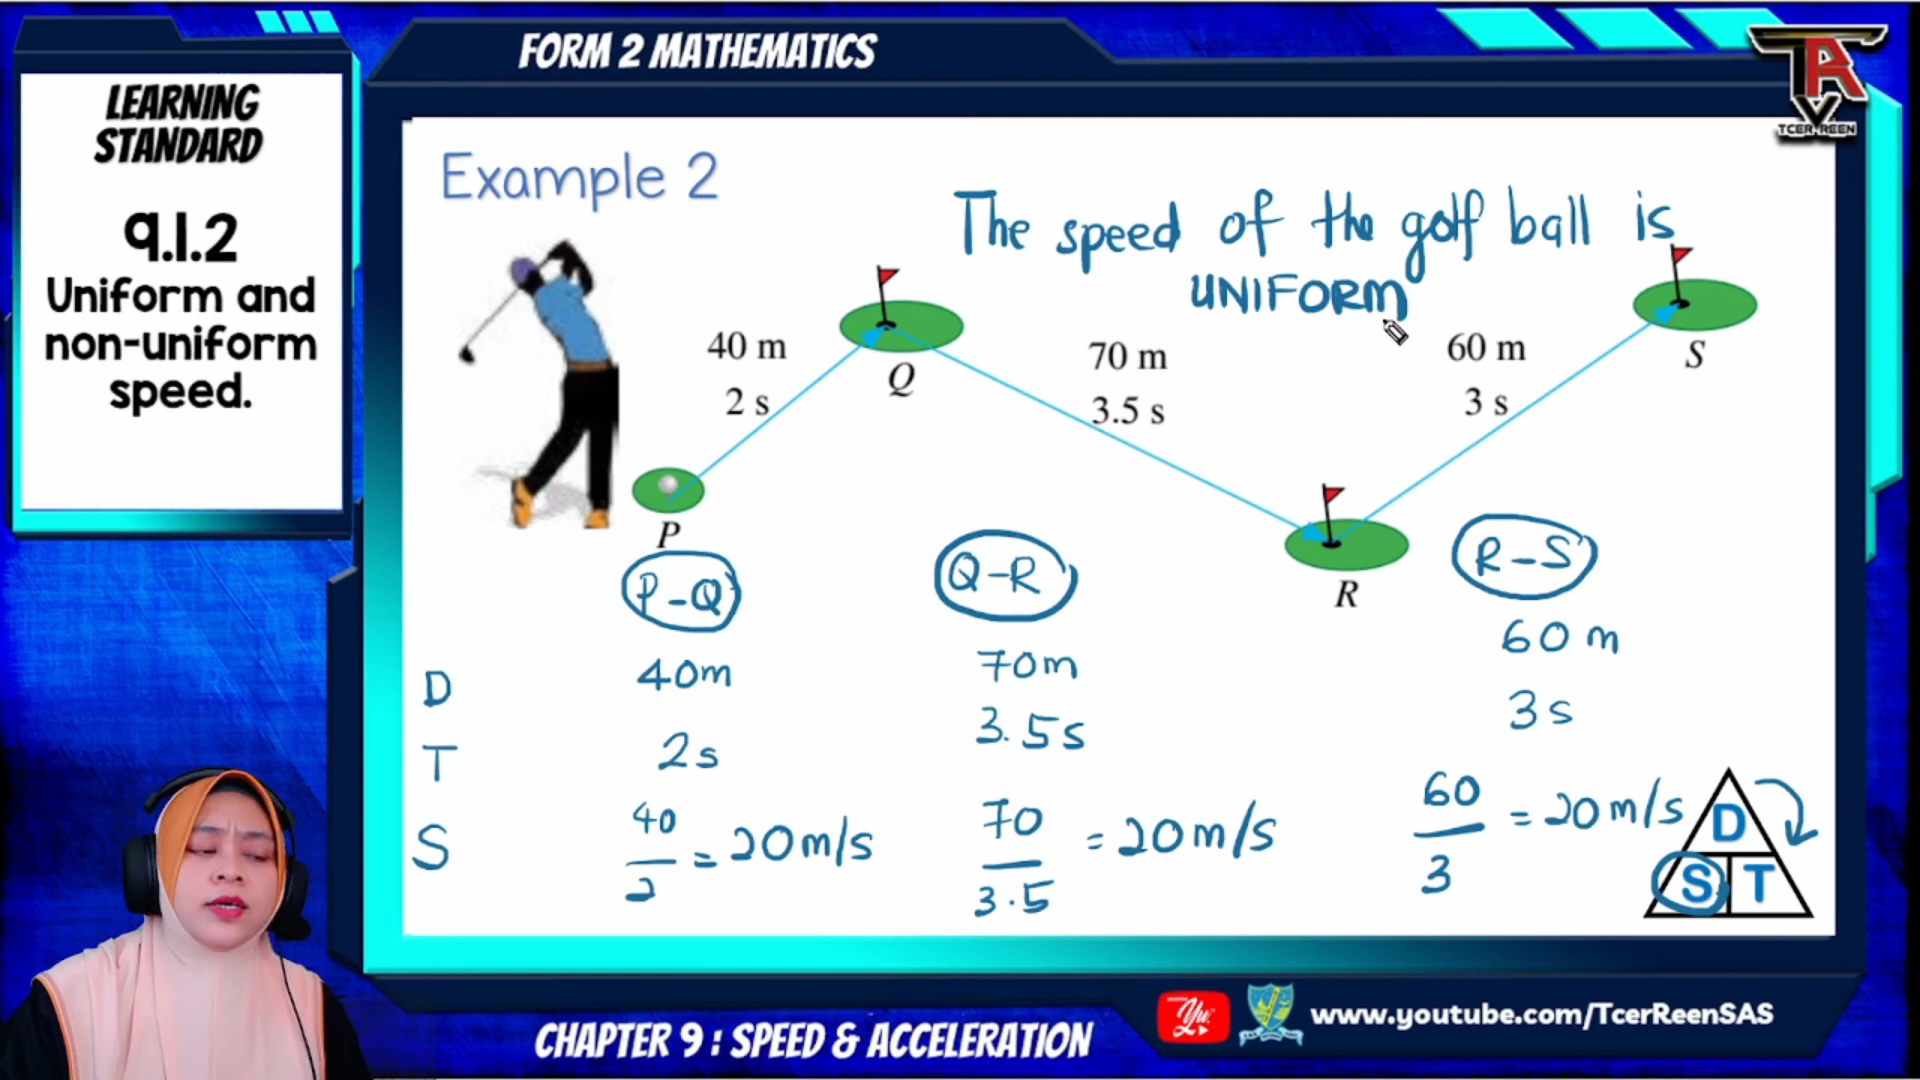 FORM 2 MATHEMATICS
TCER REEN
LEARNING
STANDARD
9.1.2
Uniform and
non-uniform
speed.
Example 2
The speed of the golf ball is
UNIFORM
40 m
2 s
70 m
3.5 s
60 m
3 s
P
Q
R
S
P-Q
Q-R
R-S
D 40m 70m 60m
T 2s 3.5s 3s
S 40/2 = 20m/s 70/3.5 = 20m/s 60/3 = 20m/s
D
S T
CHAPTER 9 : SPEED & ACCELERATION
www.youtube.com/TcerReenSAS